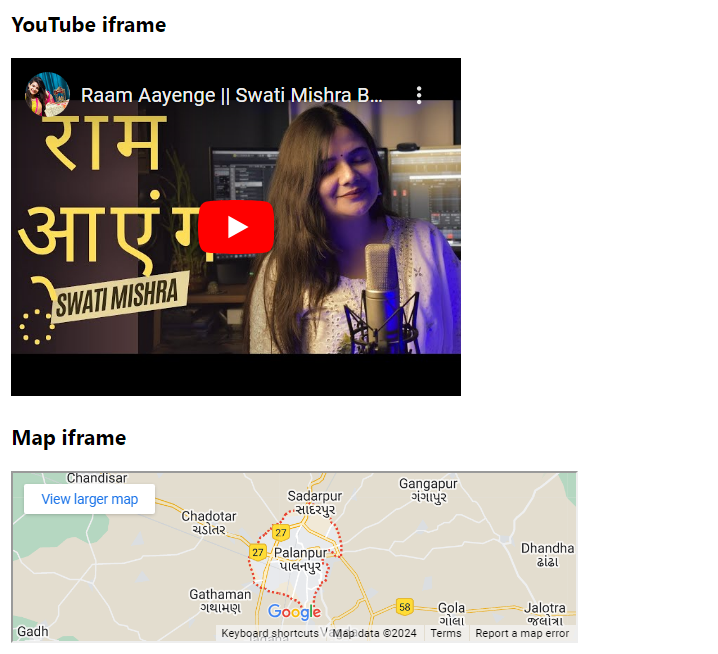 YouTube iframe
Raam Aayenge || Swati Mishra B...
राम
आएंग
SWATI MISHRA
Map iframe
Chandisar
View larger map
Gangapur
ગંગાપુર
Sadarpur
સાદરપુર
Chadotar
ચડોતર
27
27
Palanpur
પાલનપુર
Dhandha
ઢાંઢા
Gathaman
ગથામણ
Google
58
Gola
ગોલા
Jalotra
જલોત્રા
Gadh
Keyboard shortcuts
Map data ©2024
Terms
Report a map error